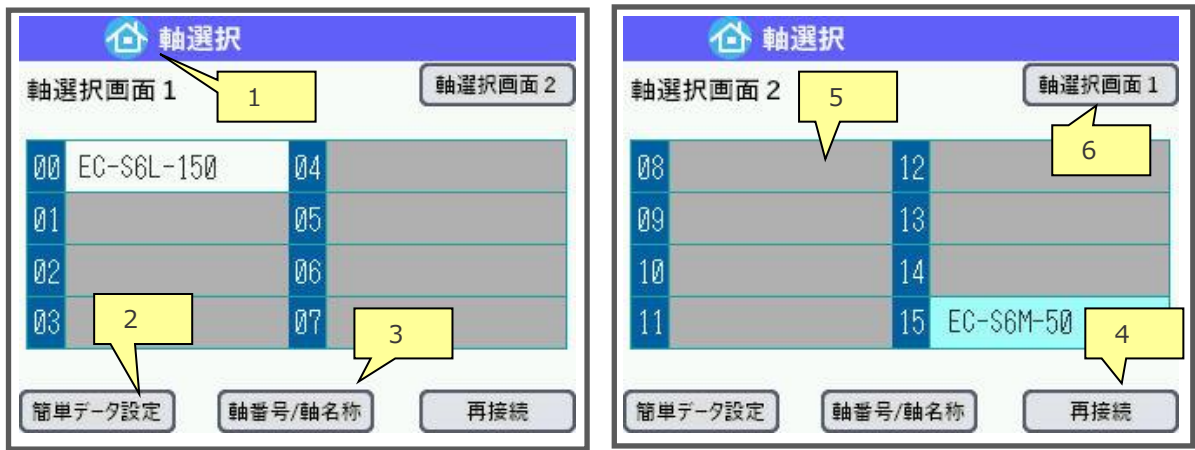 軸選択
軸選択画面1
軸選択画面2
1
00 EC-S6L-150 04
01 05
02 06
03 07
2
3
簡単データ設定 軸番号/軸名称 再接続
軸選択
軸選択画面2
軸選択画面1
5
6
08 12
09 13
10 14
11 15 EC-S6M-50
4
簡単データ設定 軸番号/軸名称 再接続